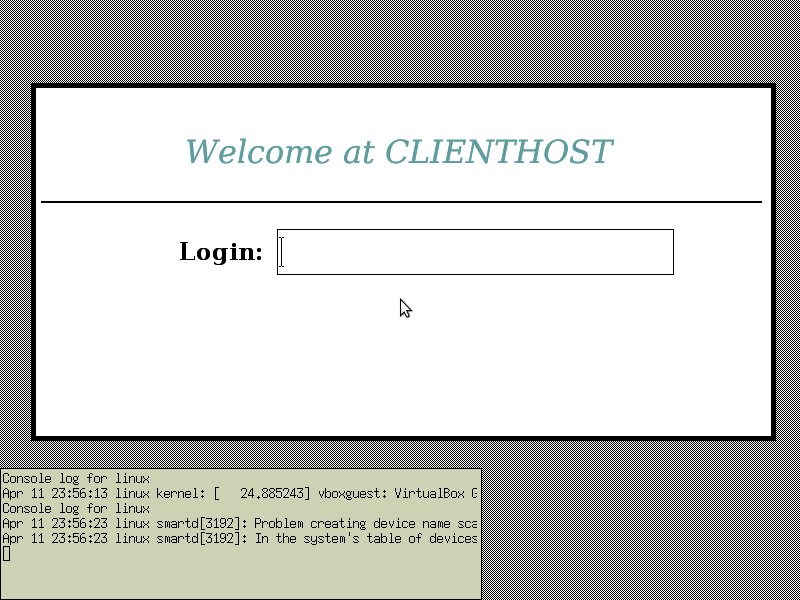 Welcome at CLIENTHOST
Login:
Console log for linux
Apr 11 23:56:13 linux kernel: [   24.885243] vboxguest: VirtualBox G
Console log for linux
Apr 11 23:56:23 linux smartd[3192]: Problem creating device name sca
Apr 11 23:56:23 linux smartd[3192]: In the system's table of devices